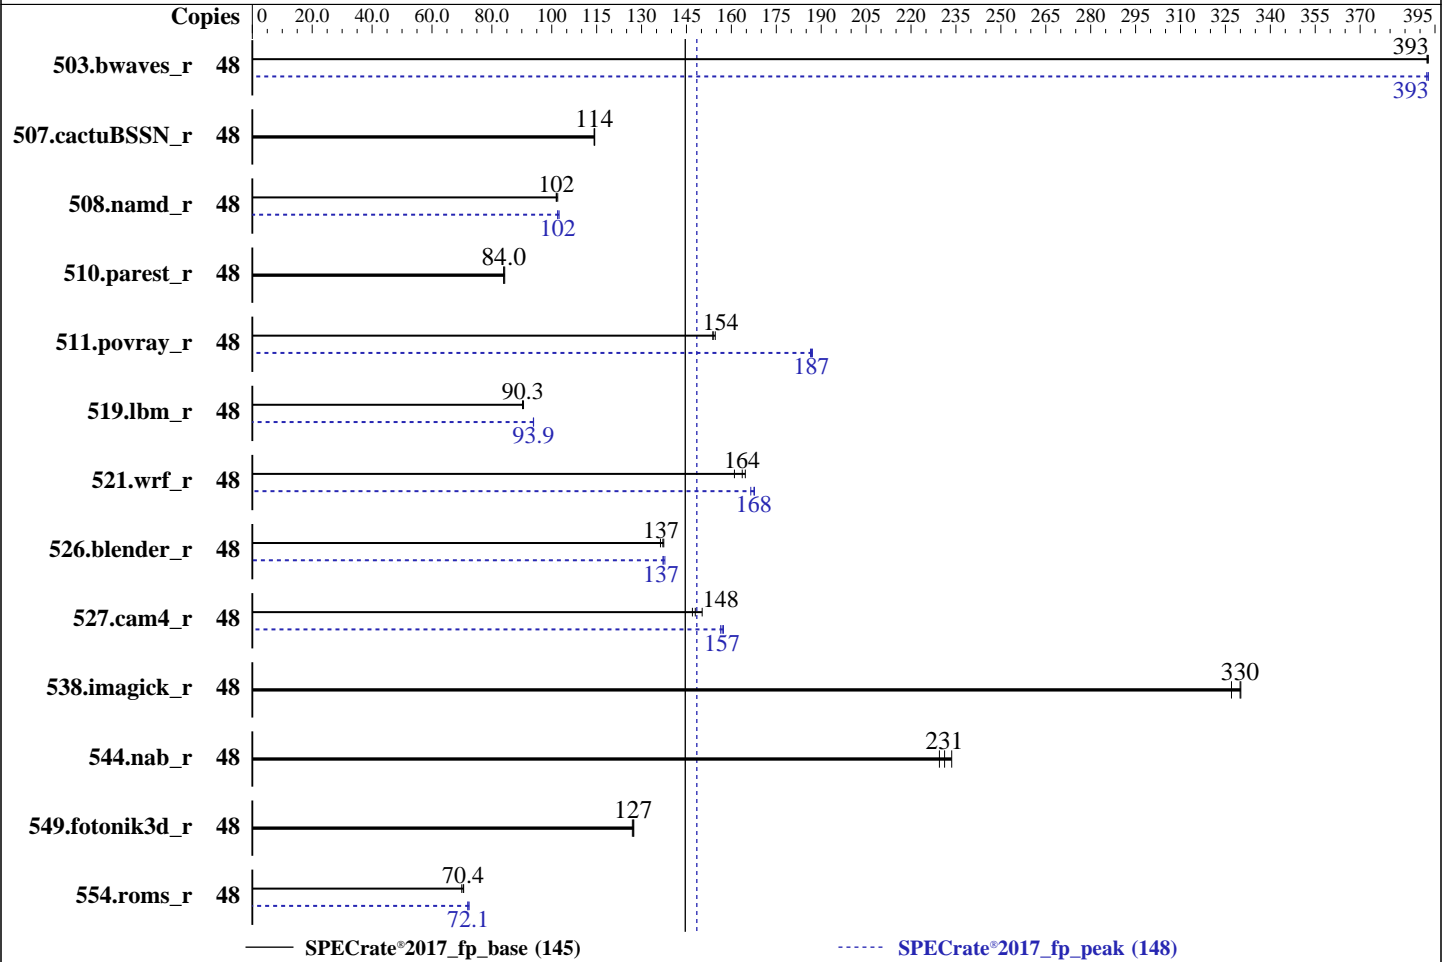 Copies 0 20.0 40.0 60.0 80.0 100 115 130 145 160 175 190 205 220 235 250 265 280 295 310 325 340 355 370 395
503.bwaves_r 48 393
393
507.cactuBSSN_r 48 114
508.namd_r 48 102
102
510.parest_r 48 84.0
511.povray_r 48 154
187
519.lbm_r 48 90.3
93.9
521.wrf_r 48 164
168
526.blender_r 48 137
137
527.cam4_r 48 148
157
538.imagick_r 48 330
544.nab_r 48 231
549.fotonik3d_r 48 127
554.roms_r 48 70.4
72.1
SPECrate®2017_fp_base (145) SPECrate®2017_fp_peak (148)